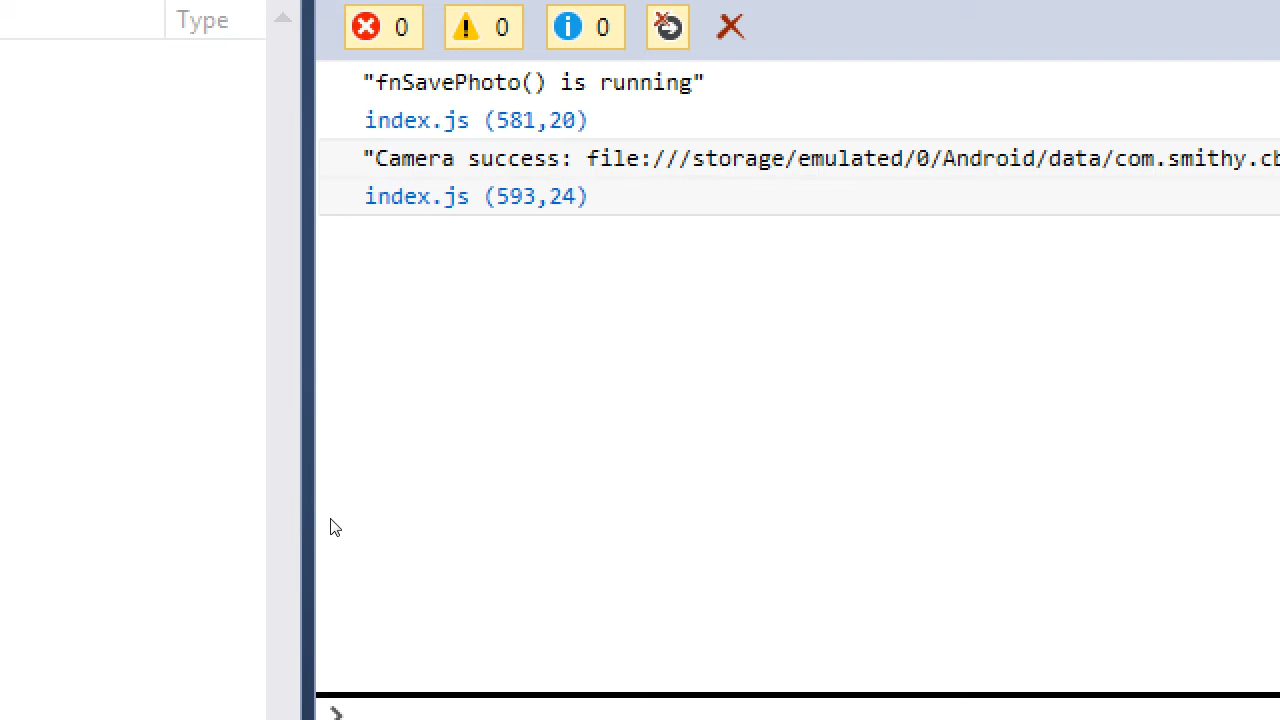 Type
0 0 0
"fnSavePhoto() is running"
index.js (581,20)
"Camera success: file:///storage/emulated/0/Android/data/com.smithy.cb
index.js (593,24)